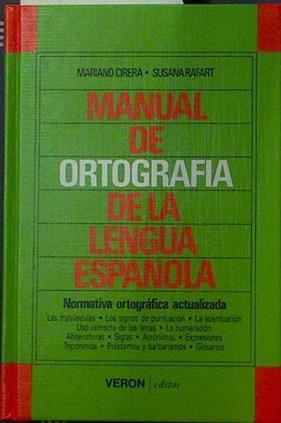 MARIANO CIRERA • SUSANA RAFART
MANUAL
DE
ORTOGRAFIA
DE LA
LENGUA
ESPAÑOLA
Normativa ortográfica actualizada
Las mayúsculas • Los signos de puntuación • La acentuación
Uso correcto de las letras • La numeración
Abreviaturas • Siglas • Acrónimos • Expresiones
Topónimos • Préstamos y barbarismos • Glosarios
VERON editor